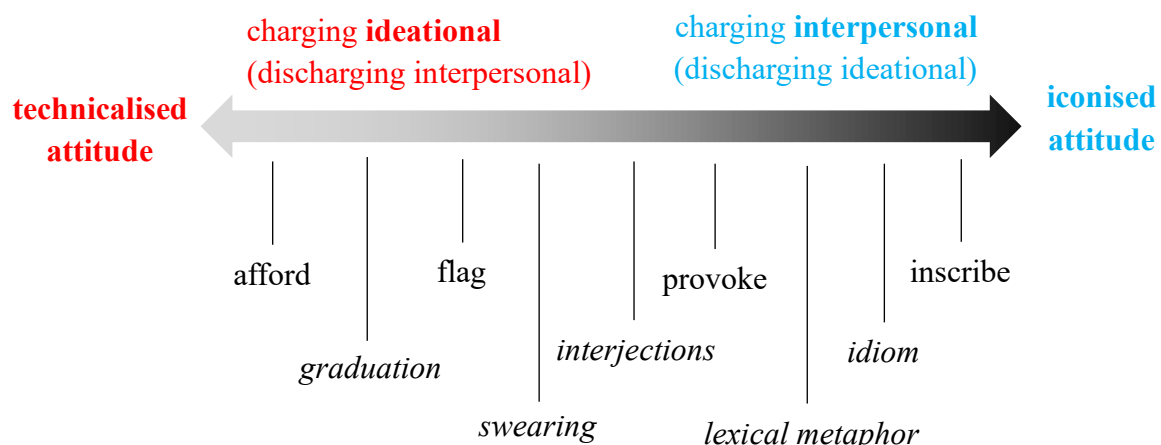 charging ideational
(discharging interpersonal)
charging interpersonal
(discharging ideational)
technicalised
attitude
iconised
attitude
afford
flag
provoke
inscribe
graduation
interjections
idiom
swearing
lexical metaphor